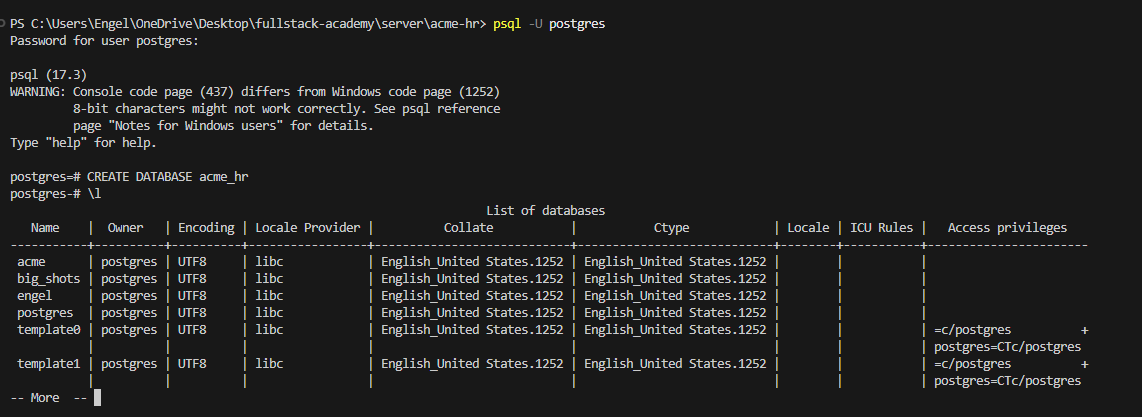 PS C:\Users\Engel\OneDrive\Desktop\fullstack-academy\server\acme-hr> psql -U postgres
Password for user postgres:
psql (17.3)
WARNING: Console code page (437) differs from Windows code page (1252)
         8-bit characters might not work correctly. See psql reference
         page "Notes for Windows users" for details.
Type "help" for help.
postgres=# CREATE DATABASE acme_hr
postgres-# \l
                                                                List of databases
   Name    |  Owner   | Encoding | Locale Provider |          Collate           |           Ctype            | Locale | ICU Rules |   Access privileges
-----------+----------+----------+-----------------+----------------------------+----------------------------+--------+-----------+-----------------------
 acme      | postgres | UTF8     | libc            | English_United States.1252 | English_United States.1252 |        |           |
 big_shots | postgres | UTF8     | libc            | English_United States.1252 | English_United States.1252 |        |           |
 engel     | postgres | UTF8     | libc            | English_United States.1252 | English_United States.1252 |        |           |
 postgres  | postgres | UTF8     | libc            | English_United States.1252 | English_United States.1252 |        |           |
 template0 | postgres | UTF8     | libc            | English_United States.1252 | English_United States.1252 |        |           | =c/postgres          +
           |          |          |                 |                            |                            |        |           | postgres=CTc/postgres
 template1 | postgres | UTF8     | libc            | English_United States.1252 | English_United States.1252 |        |           | =c/postgres          +
           |          |          |                 |                            |                            |        |           | postgres=CTc/postgres
-- More  --